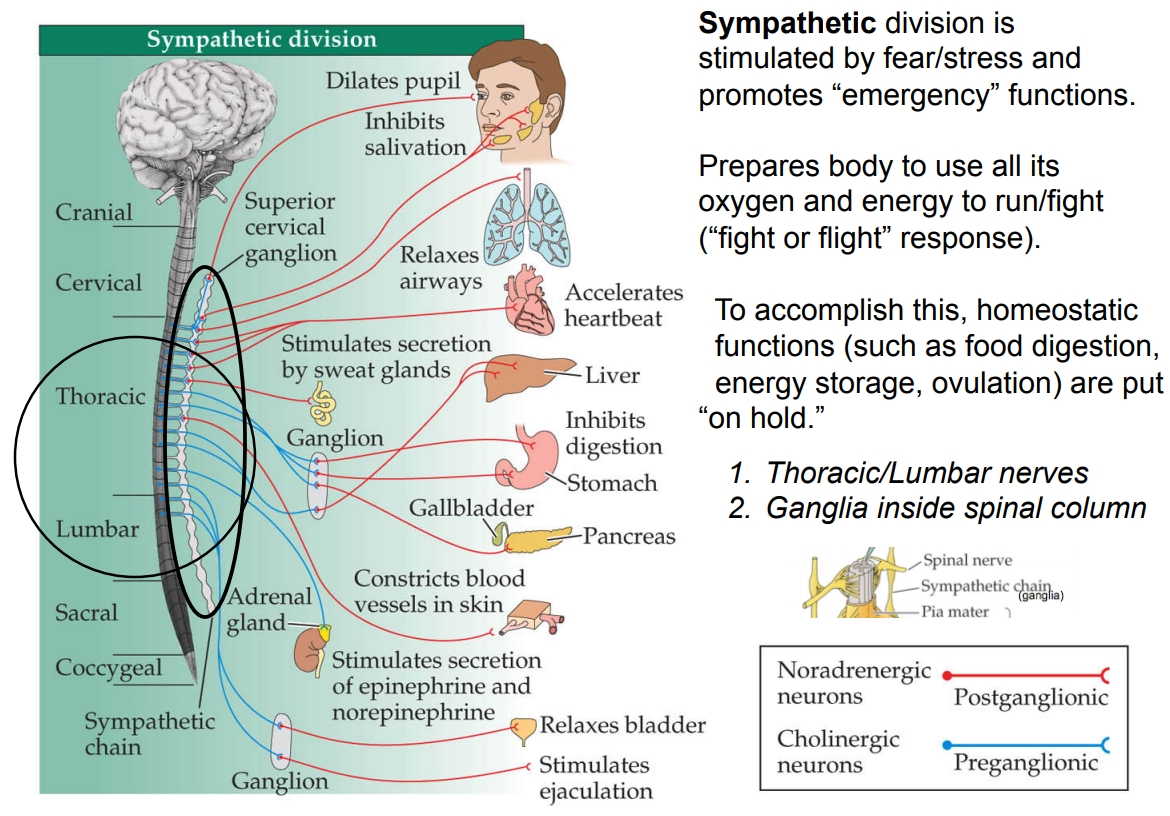 Sympathetic division
Dilates pupil
Inhibits
salivation
Superior
cervical
ganglion
Cranial
Cervical
Thoracic
Lumbar
Sacral
Coccygeal
Sympathetic
chain
Relaxes
airways
Accelerates
heartbeat
Stimulates secretion
by sweat glands
Liver
Ganglion
Inhibits
digestion
Stomach
Gallbladder
Pancreas
Constricts blood
vessels in skin
Adrenal
gland
Stimulates secretion
of epinephrine and
norepinephrine
Relaxes bladder
Ganglion
Stimulates
ejaculation
Sympathetic division is
stimulated by fear/stress and
promotes “emergency” functions.
Prepares body to use all its
oxygen and energy to run/fight
(“fight or flight” response).
To accomplish this, homeostatic
functions (such as food digestion,
energy storage, ovulation) are put
“on hold.”
1. Thoracic/Lumbar nerves
2. Ganglia inside spinal column
Spinal nerve
Sympathetic chain
(ganglia)
Pia mater
Noradrenergic
neurons
Postganglionic
Cholinergic
neurons
Preganglionic